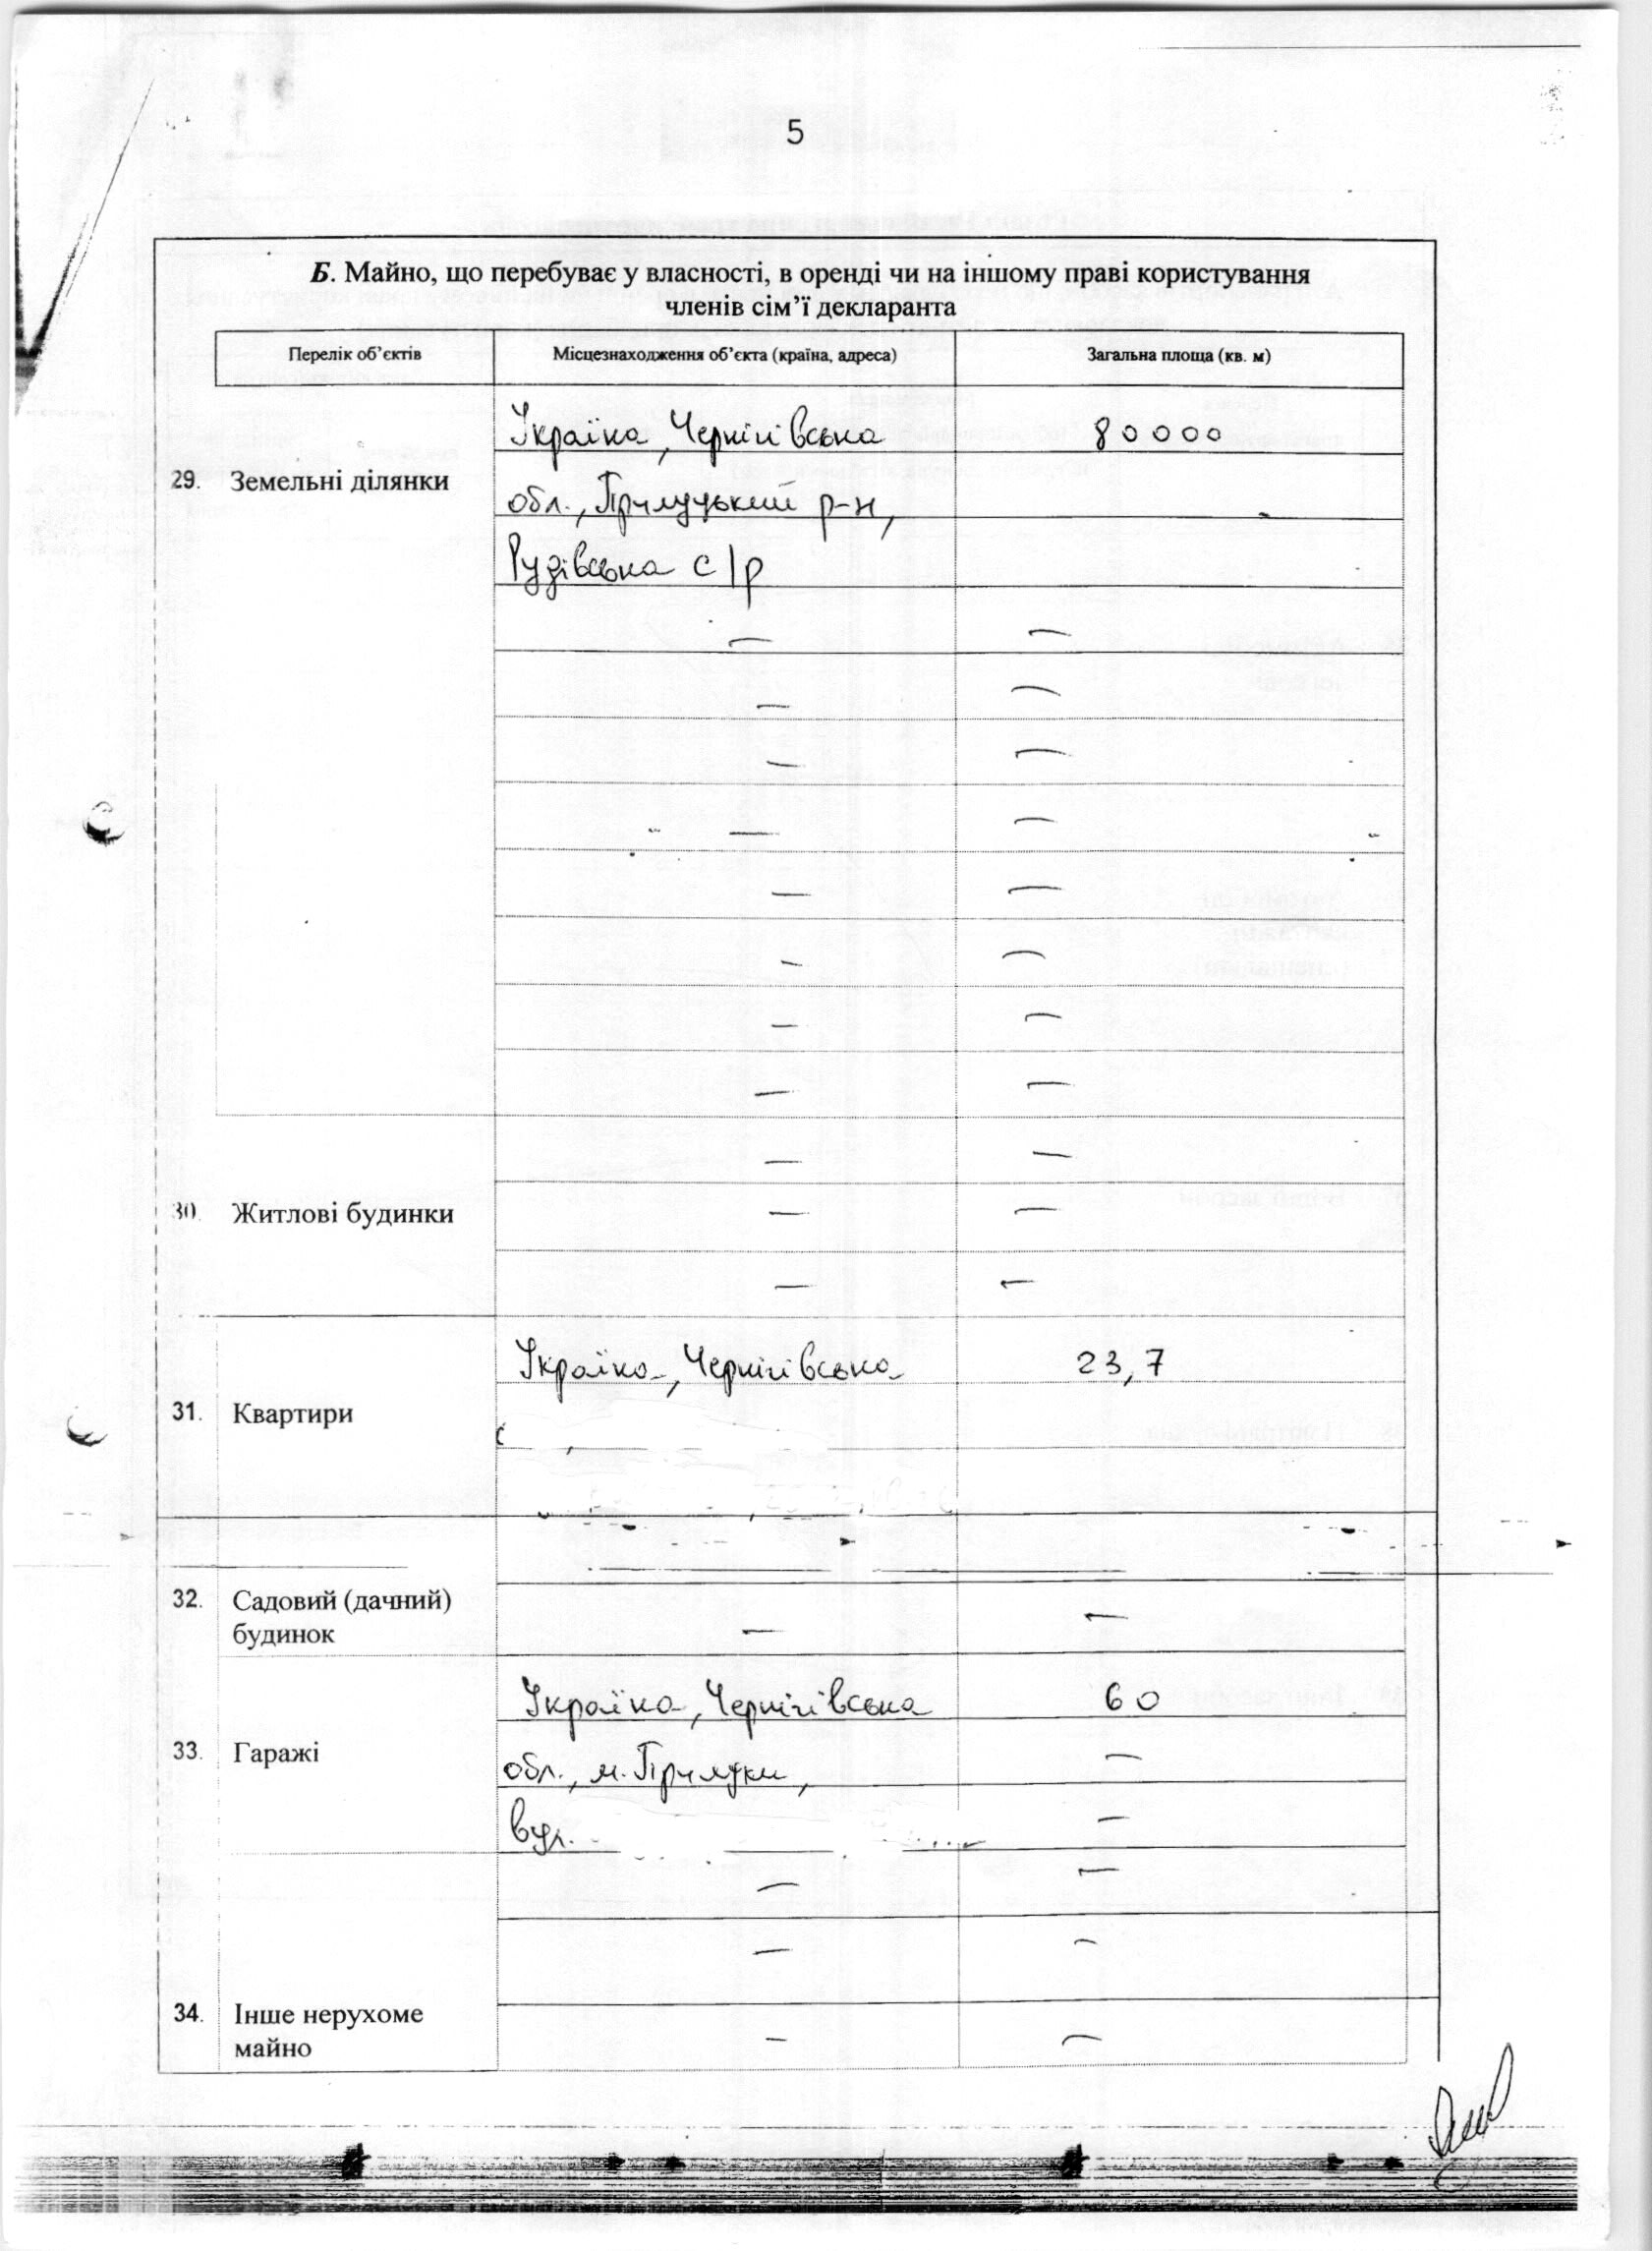 5
Б. Майно, що перебуває у власності, в оренді чи на іншому праві користування
членів сім’ї декларанта
Перелік об’єктів Місцезнаходження об’єкта (країна, адреса) Загальна площа (кв. м)
Україна, Чернігівська 80000
29. Земельні ділянки
обл., Прилуцький р-н,
Рудівська с/р
— —
— —
— —
— —
— —
— —
— —
— —
— —
30. Житлові будинки — —
— —
Україна, Чернігівська 23,7
31. Квартири
32. Садовий (дачний)
будинок — —
Україна, Чернігівська 60
33. Гаражі
обл., м. Прилуки, —
вул. —
— —
— —
34. Інше нерухоме
майно — —